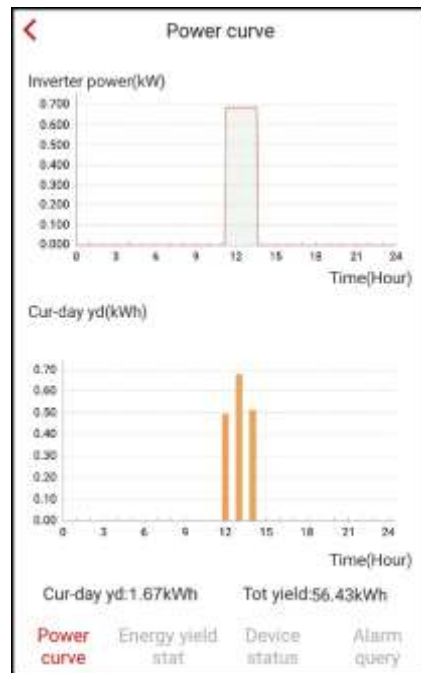 Power curve
Inverter power(kW)
0.700
0.600
0.500
0.400
0.300
0.200
0.100
0.000
0 3 6 9 12 15 18 21 24
Time(Hour)
Cur-day yd(kWh)
0.70
0.60
0.50
0.40
0.30
0.20
0.10
0.00
0 3 6 9 12 15 18 21 24
Time(Hour)
Cur-day yd:1.67kWh Tot yield:56.43kWh
Power Energy yield Device Alarm
curve stat status query